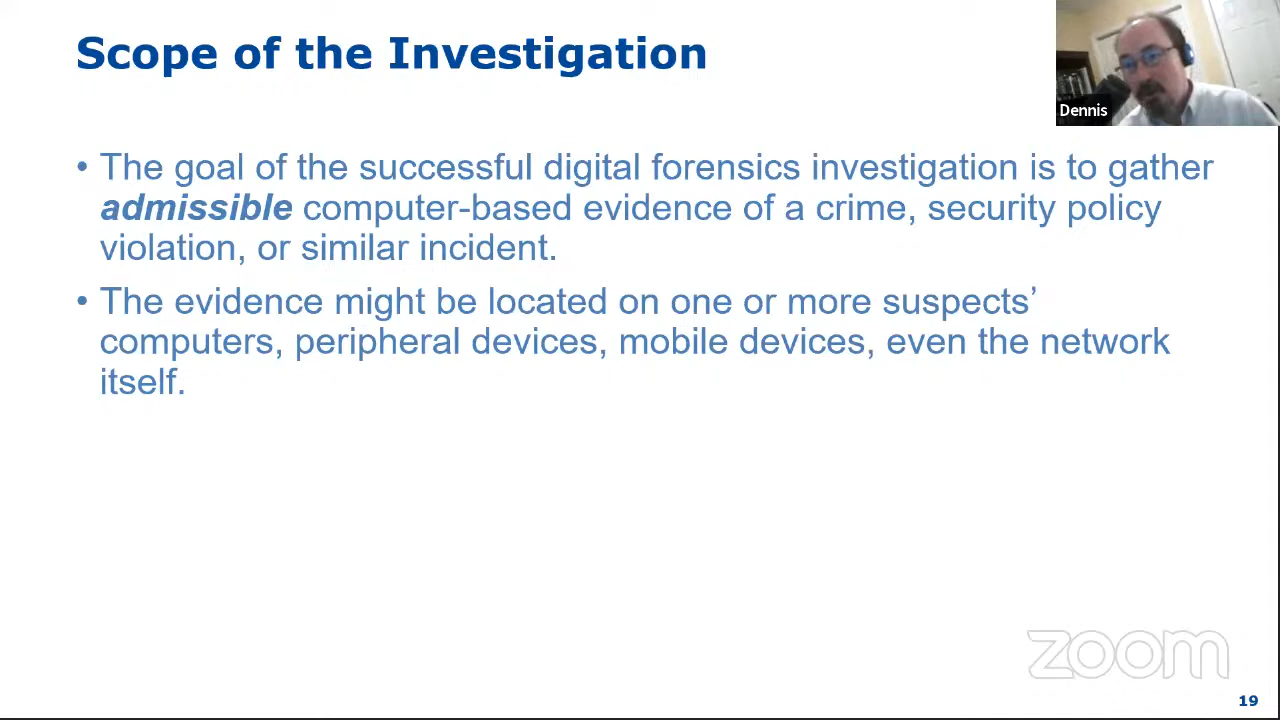 Scope of the Investigation
Dennis
• The goal of the successful digital forensics investigation is to gather
admissible computer-based evidence of a crime, security policy
violation, or similar incident.
• The evidence might be located on one or more suspects’
computers, peripheral devices, mobile devices, even the network
itself.
zoom
19